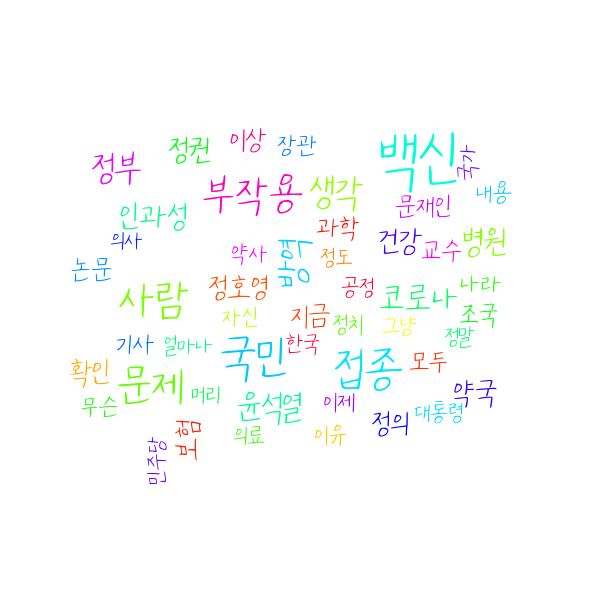 이상
장관
정권
백신
정부
국가
부작용
생각
내용
문재인
인과성
과학
의사
건강
교수
병원
약사
방역
정도
논문
정호영
공정
코로나
나라
사람
자신
지금
정치
그냥
조국
정말
기사
얼마나
국민
한국
접종
모두
확인
문제
머리
무슨
윤석열
이제
약국
정의
대통령
보험
의료
이유
민주당